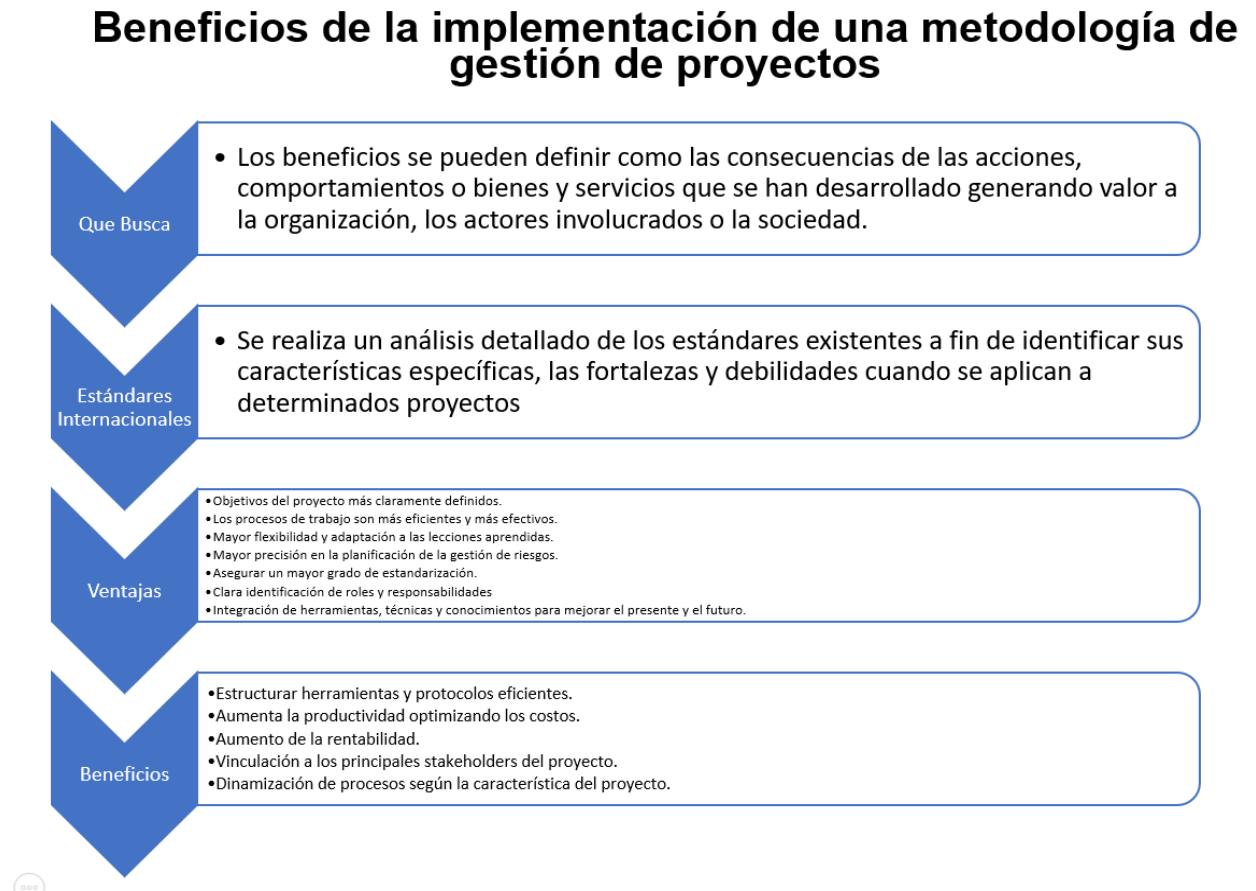 Beneficios de la implementación de una metodología de
gestión de proyectos
Que Busca
• Los beneficios se pueden definir como las consecuencias de las acciones,
comportamientos o bienes y servicios que se han desarrollado generando valor a
la organización, los actores involucrados o la sociedad.
Estándares
Internacionales
• Se realiza un análisis detallado de los estándares existentes a fin de identificar sus
características específicas, las fortalezas y debilidades cuando se aplican a
determinados proyectos
Ventajas
•Objetivos del proyecto más claramente definidos.
•Los procesos de trabajo son más eficientes y más efectivos.
•Mayor flexibilidad y adaptación a las lecciones aprendidas.
•Mayor precisión en la planificación de la gestión de riesgos.
•Asegurar un mayor grado de estandarización.
•Clara identificación de roles y responsabilidades
•Integración de herramientas, técnicas y conocimientos para mejorar el presente y el futuro.
Beneficios
•Estructurar herramientas y protocolos eficientes.
•Aumenta la productividad optimizando los costos.
•Aumento de la rentabilidad.
•Vinculación a los principales stakeholders del proyecto.
•Dinamización de procesos según la característica del proyecto.